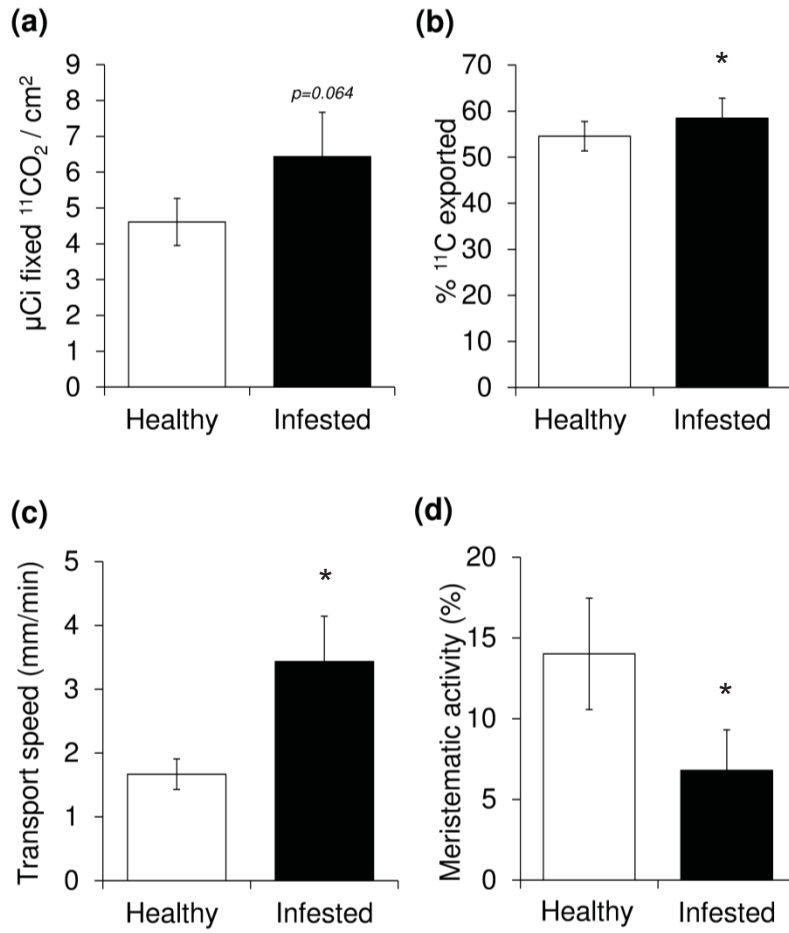 (a)
µCi fixed ¹¹CO₂ / cm²
9
8
7
6
5
4
3
2
1
0
p=0.064
Healthy
Infested
(b)
% ¹¹C exported
70
60
50
40
30
20
10
0
*
Healthy
Infested
(c)
Transport speed (mm/min)
5
4
3
2
1
0
*
Healthy
Infested
(d)
Meristematic activity (%)
20
15
10
5
0
*
Healthy
Infested